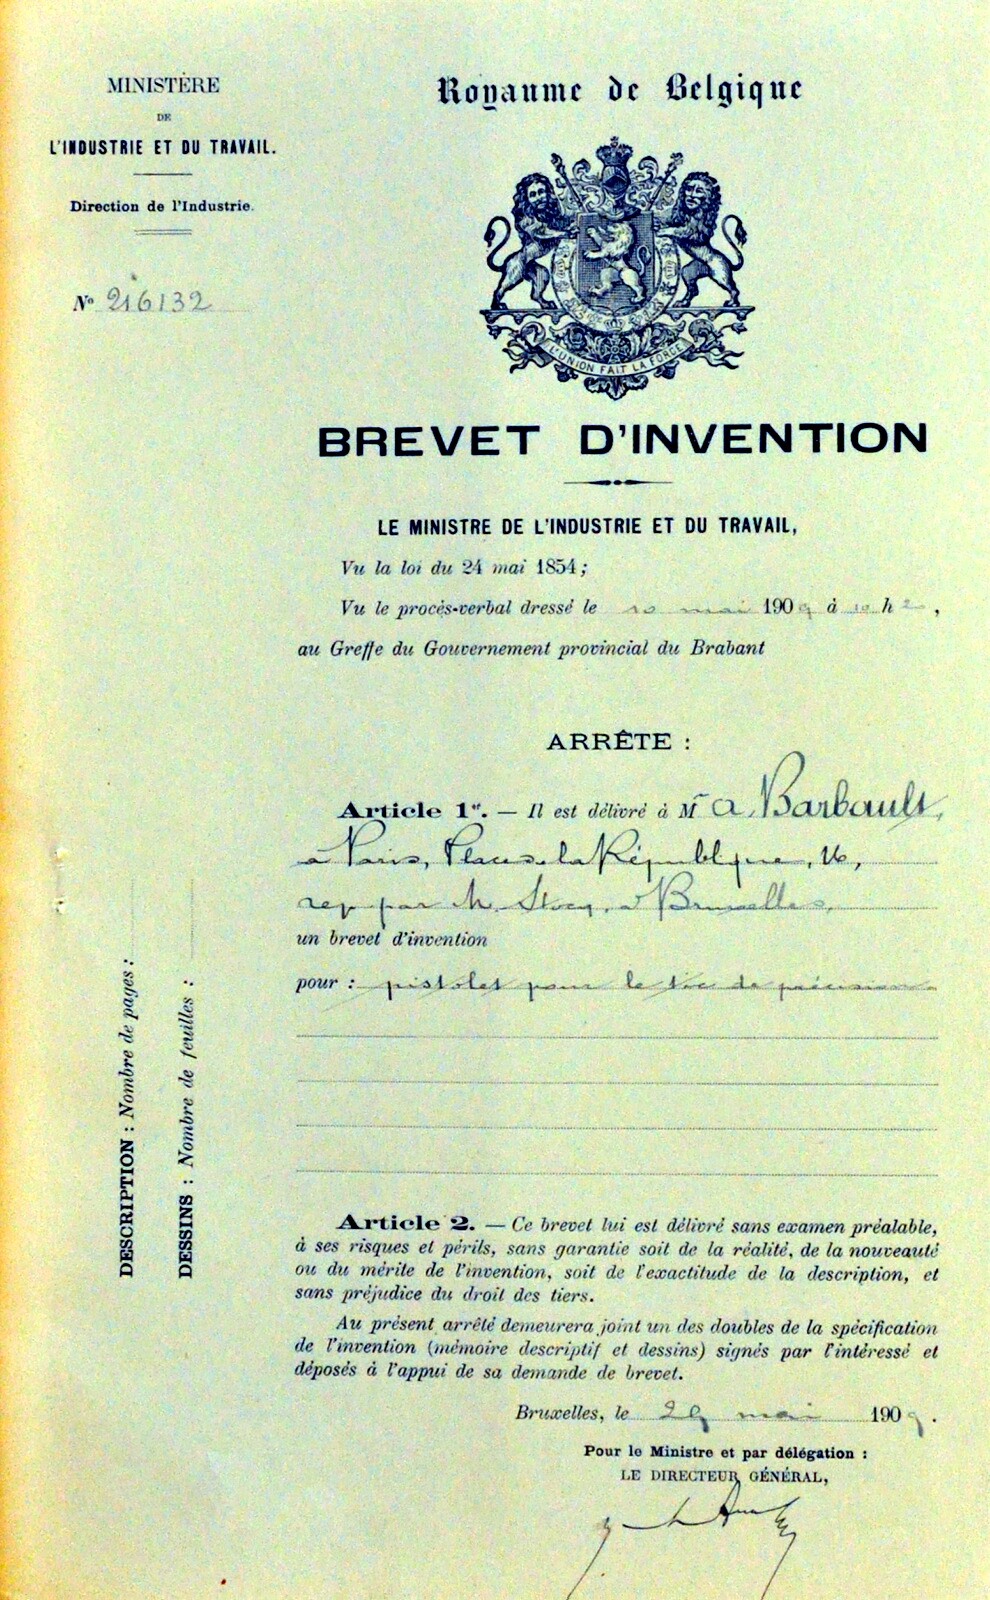 MINISTÈRE
DE
L'INDUSTRIE ET DU TRAVAIL.
Direction de l'Industrie.
Nº 216132
Royaume de Belgique
L'UNION FAIT LA FORCE
BREVET D'INVENTION
LE MINISTRE DE L'INDUSTRIE ET DU TRAVAIL,
Vu la loi du 24 mai 1854;
Vu le procès-verbal dressé le 10 mai 1909 à 10 h ,
au Greffe du Gouvernement provincial du Brabant
ARRÊTE :
Article 1er. — Il est délivré à Mr A. Barbault,
à Paris, Place de la République, 16,
rep par M. à Bruxelles,
un brevet d'invention
pour : pistolet pour le tir de précision
Article 2. — Ce brevet lui est délivré sans examen préalable,
à ses risques et périls, sans garantie soit de la réalité, de la nouveauté
ou du mérite de l'invention, soit de l'exactitude de la description, et
sans préjudice du droit des tiers.
Au présent arrêté demeurera joint un des doubles de la spécification
de l'invention (mémoire descriptif et dessins) signés par l'intéressé et
déposés à l'appui de sa demande de brevet.
Bruxelles, le 29 mai 1909.
Pour le Ministre et par délégation :
LE DIRECTEUR GÉNÉRAL,
DESCRIPTION : Nombre de pages :
DESSINS : Nombre de feuilles :